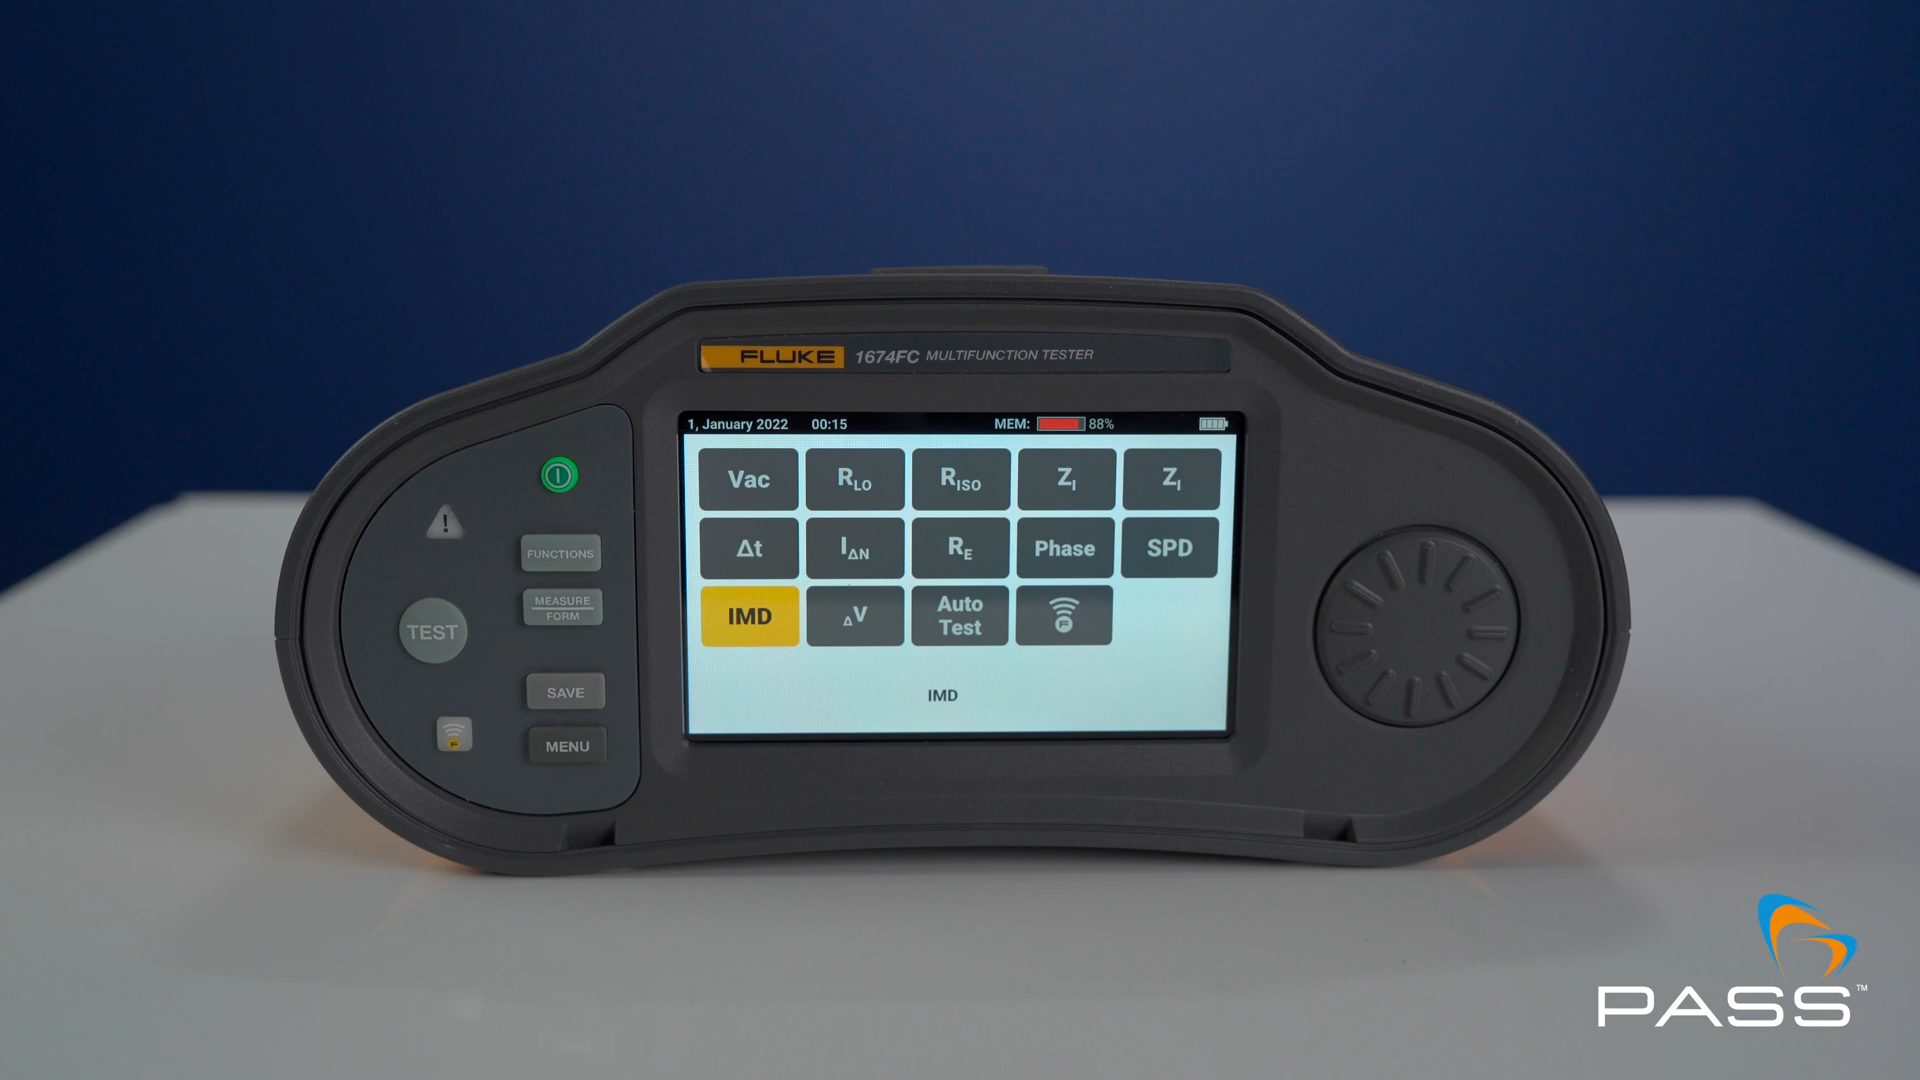 FLUKE 1674FC MULTIFUNCTION TESTER
1, January 2022 00:15 MEM: 88%
Vac RLO RISO ZI ZI
Δt IΔN RE Phase SPD
IMD ΔV Auto Test F
IMD
FUNCTIONS
MEASURE
FORM
TEST
SAVE
F
MENU
PASS™